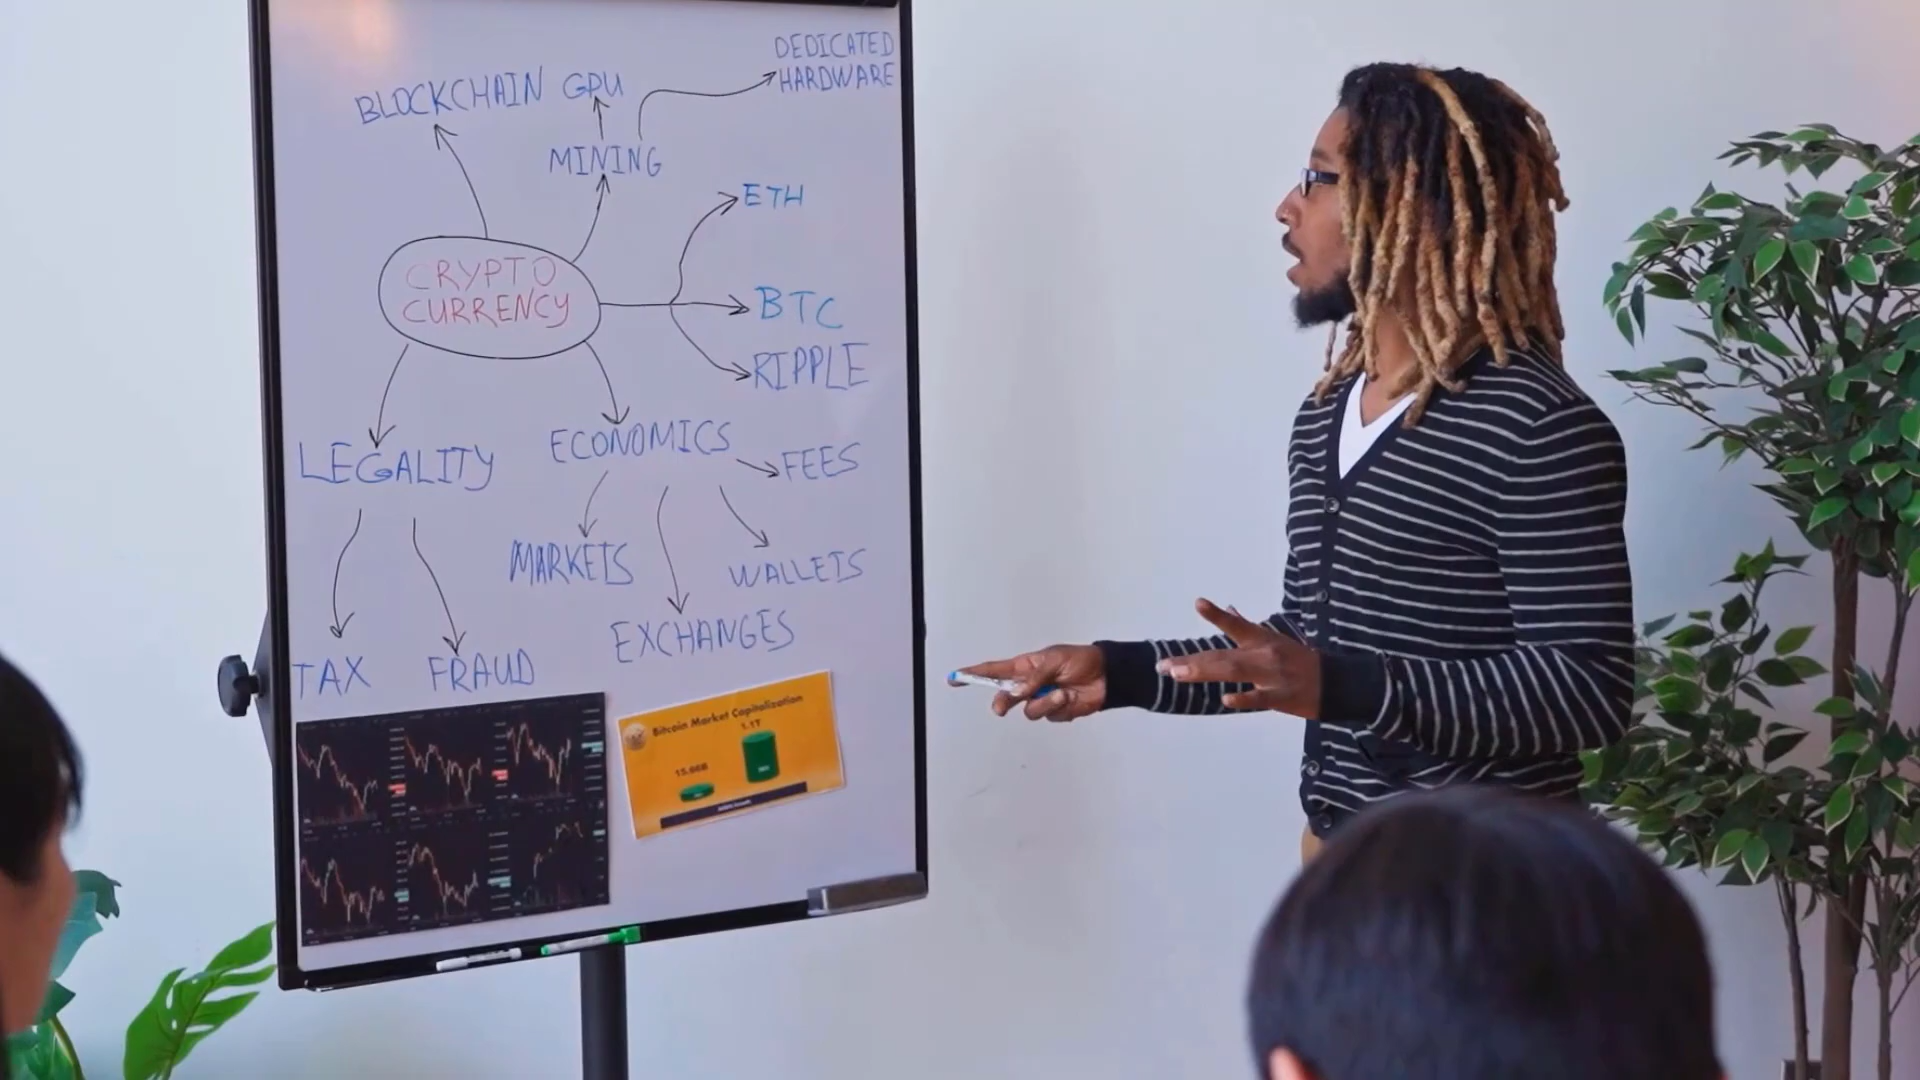 DEDICATED
HARDWARE
BLOCKCHAIN GPU
MINING
ETH
CRYPTO
CURRENCY
BTC
RIPPLE
LEGALITY
ECONOMICS
FEES
MARKETS
WALLETS
EXCHANGES
TAX
FRAUD
Bitcoin Market Capitalization
1.1T